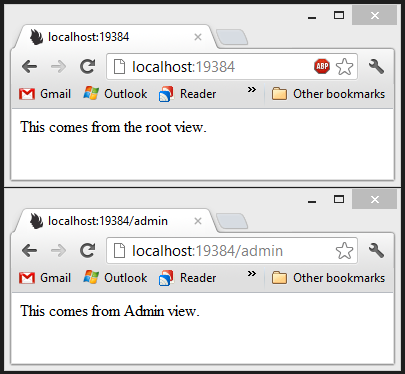 localhost:19384
localhost:19384
ABP
Gmail Outlook Reader » Other bookmarks
This comes from the root view.
localhost:19384/admin
localhost:19384/admin
Gmail Outlook Reader » Other bookmarks
This comes from Admin view.